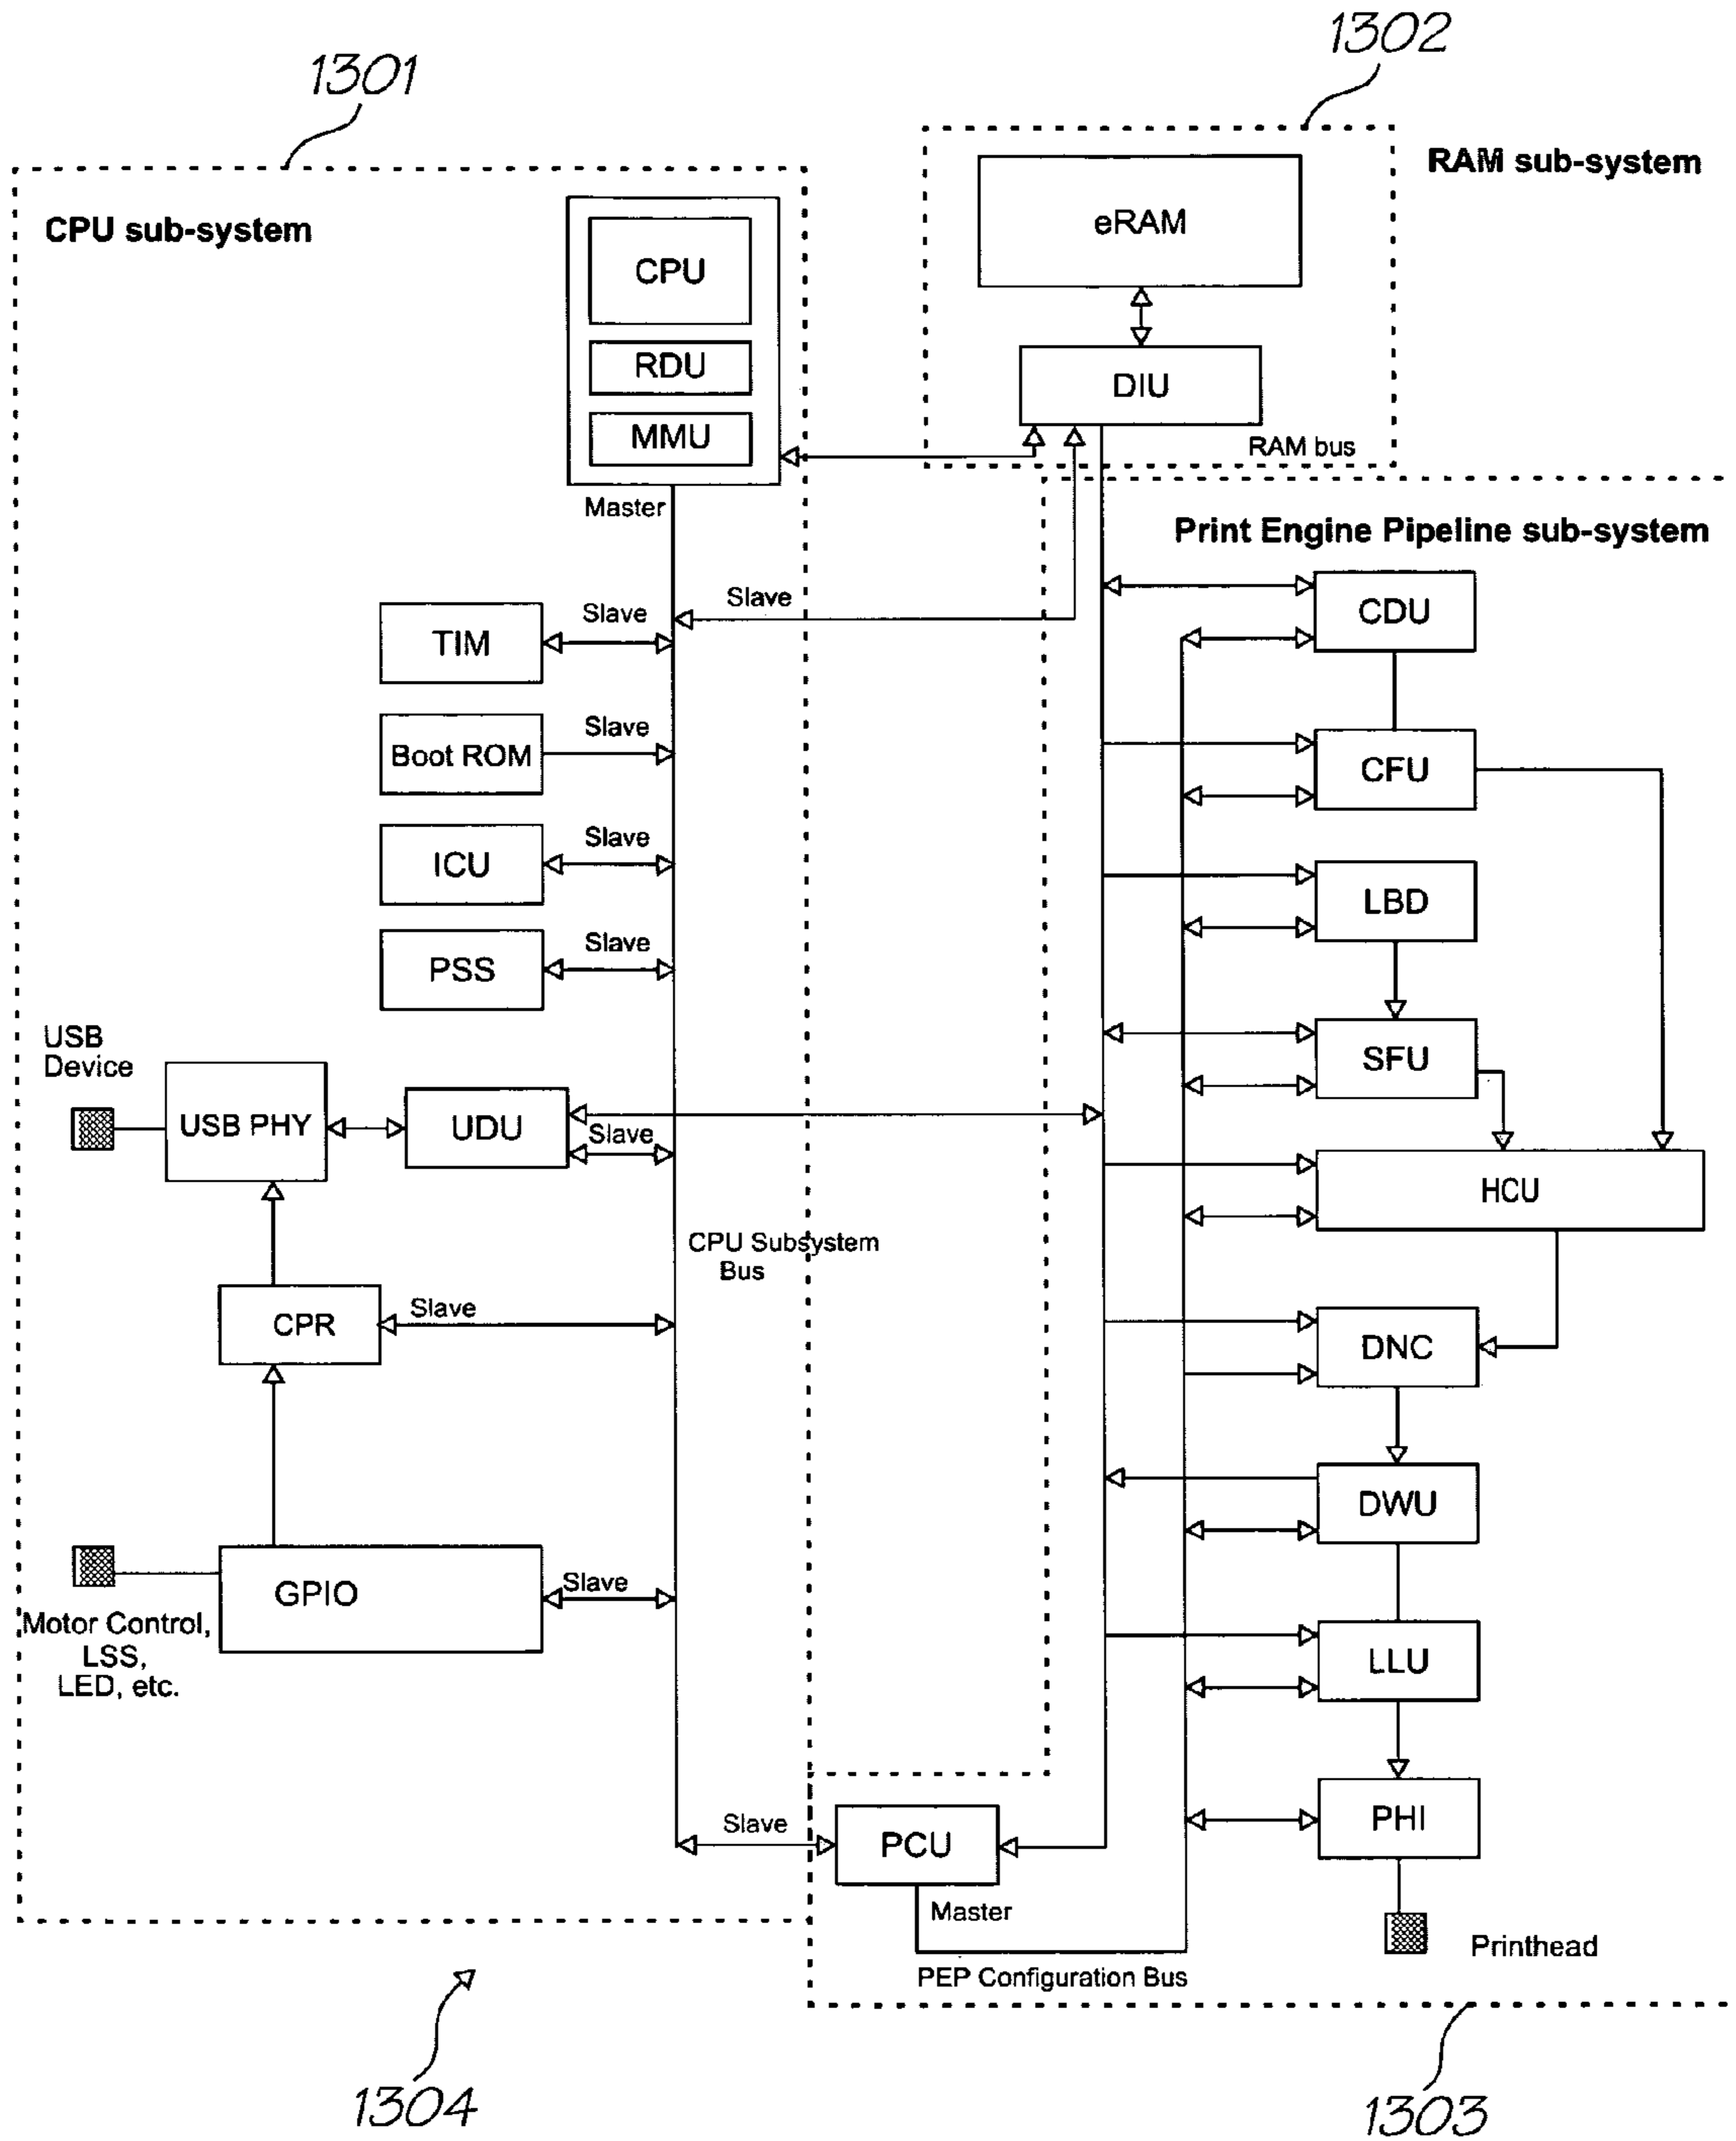 1302
1301
RAM sub-system
CPU sub-system
eRAM
CPU
RDU
DIU
MMU
RAM bus
Master
Print Engine Pipeline sub-system
Slave
Slave
CDU
TIM
Slave
Boot ROM
CFU
Slave
ICU
LBD
Slave
PSS
USB
Device
SFU
USB PHY
UDU
Slave
HCU
CPU Subsystem
Bus
Slave
CPR
DNC
DWU
Slave
GPIO
Motor Control,
LSS,
LED, etc.
LLU
PHI
Slave
PCU
Master
Printhead
PEP Configuration Bus
1304
1303